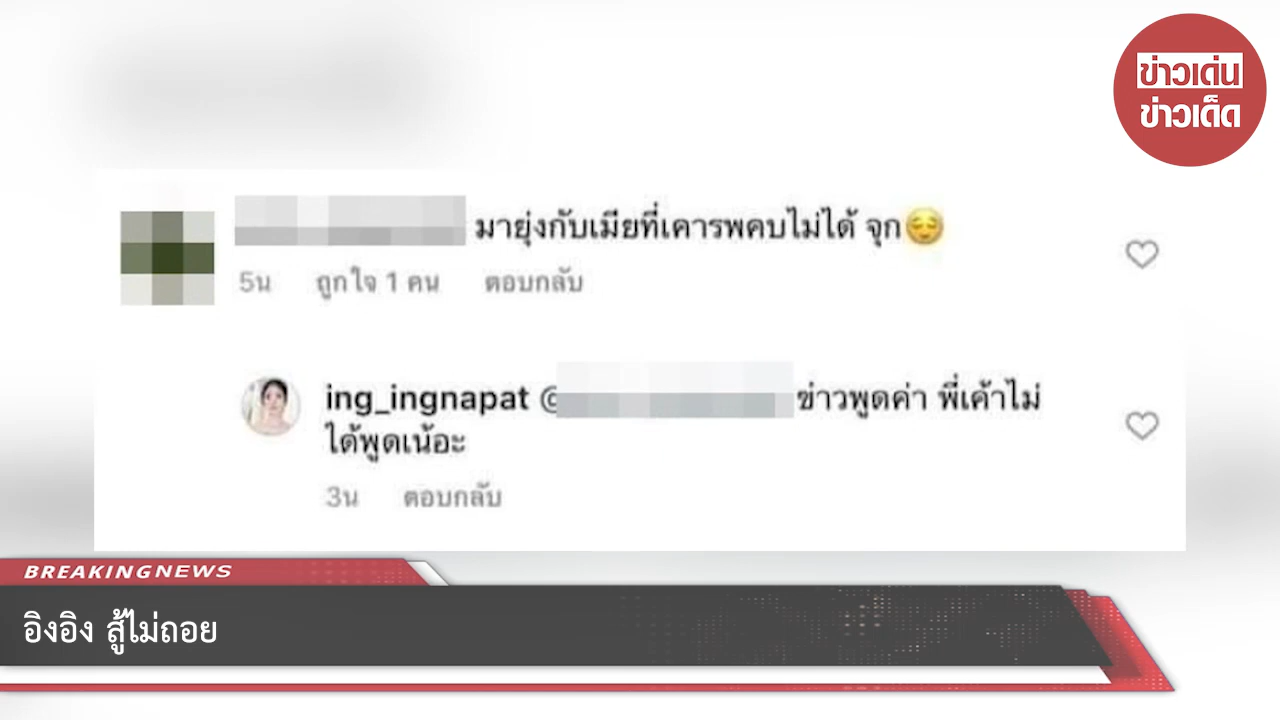 ข่าวเด่น
ข่าวเด็ด
มายุ่งกับเมียที่เคารพคบไม่ได้ จุก😌
5น ถูกใจ 1 คน ตอบกลับ
ing_ingnapat @ ข่าวพูดค่า พี่เค้าไม่
ได้พูดเน้อะ
3น ตอบกลับ
BREAKINGNEWS
อิงอิง สู้ไม่ถอย